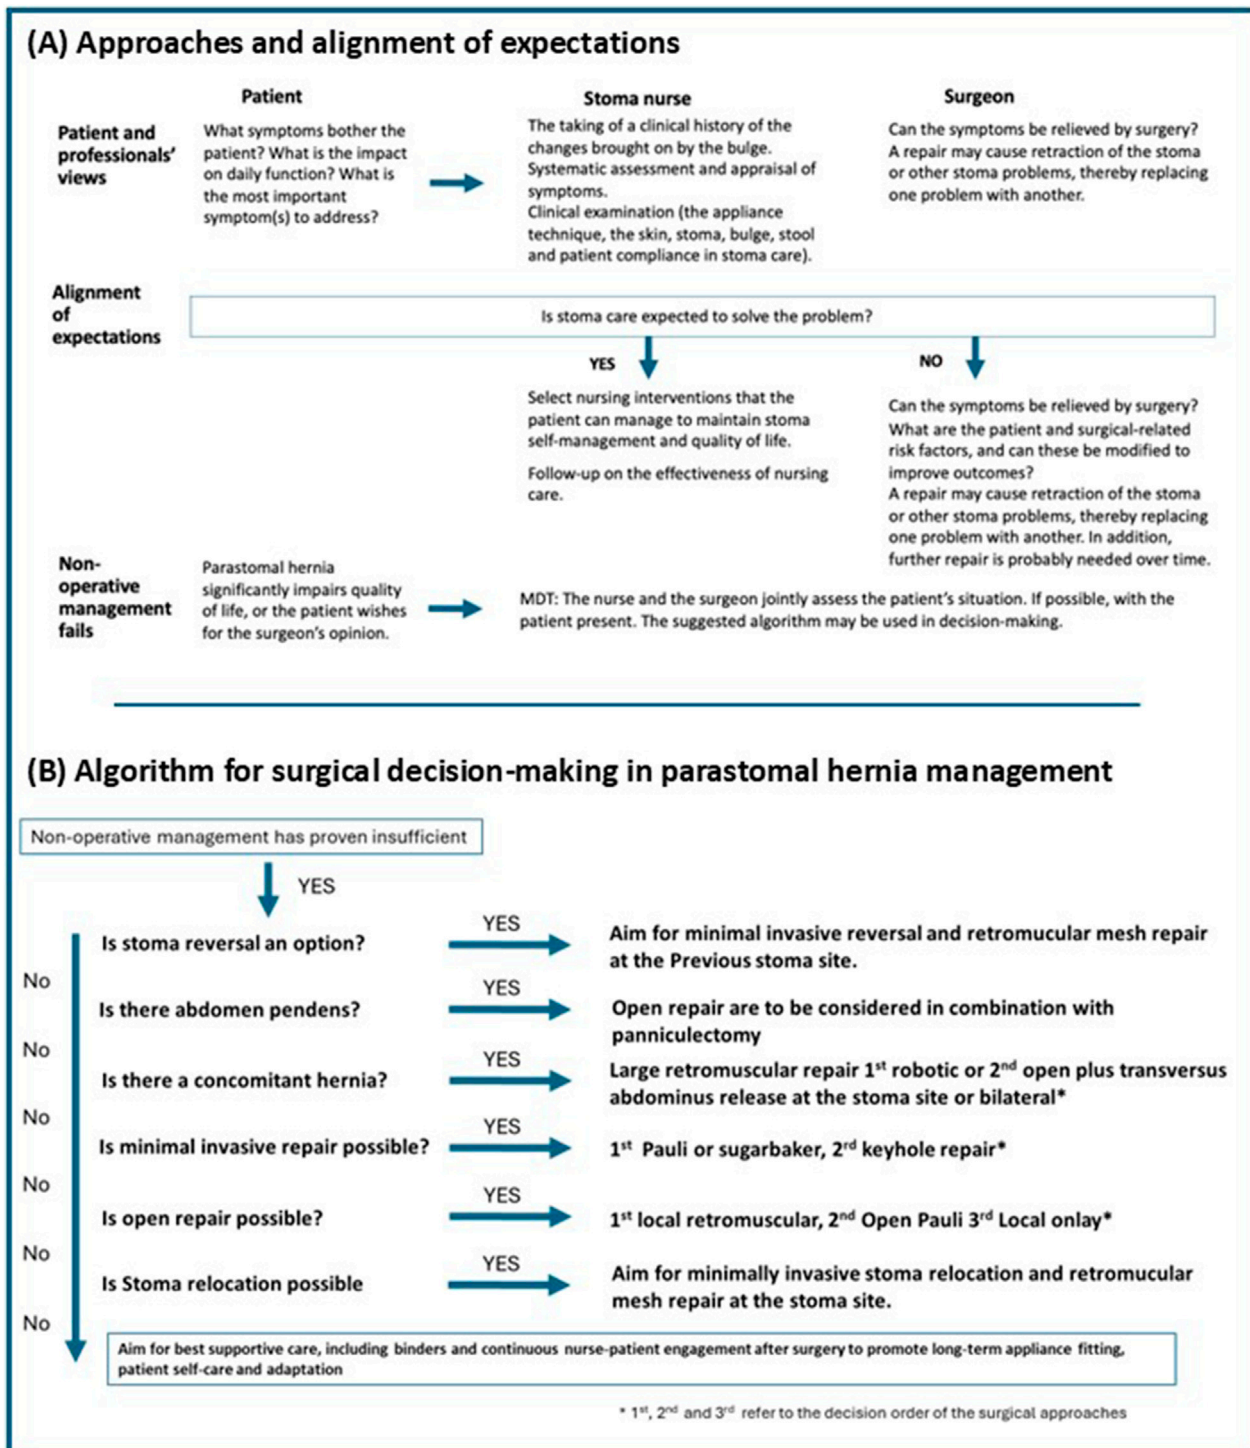 (A) Approaches and alignment of expectations
Patient
Stoma nurse
Surgeon
Patient and
professionals'
views
What symptoms bother the
patient? What is the impact
on daily function? What is
the most important
symptom(s) to address?
The taking of a clinical history of the
changes brought on by the bulge.
Systematic assessment and appraisal of
symptoms.
Clinical examination (the appliance
technique, the skin, stoma, bulge, stool
and patient compliance in stoma care).
Can the symptoms be relieved by surgery?
A repair may cause retraction of the stoma
or other stoma problems, thereby replacing
one problem with another.
Alignment
of
expectations
Is stoma care expected to solve the problem?
YES
NO
Select nursing interventions that the
patient can manage to maintain stoma
self-management and quality of life.
Follow-up on the effectiveness of nursing
care.
Can the symptoms be relieved by surgery?
What are the patient and surgical-related
risk factors, and can these be modified to
improve outcomes?
A repair may cause retraction of the stoma
or other stoma problems, thereby replacing
one problem with another. In addition,
further repair is probably needed over time.
Non-
operative
management
fails
Parastomal hernia
significantly impairs quality
of life, or the patient wishes
for the surgeon's opinion.
MDT: The nurse and the surgeon jointly assess the patient's situation. If possible, with the
patient present. The suggested algorithm may be used in decision-making.
(B) Algorithm for surgical decision-making in parastomal hernia management
Non-operative management has proven insufficient
YES
Is stoma reversal an option?
YES
Aim for minimal invasive reversal and retromucular mesh repair
at the Previous stoma site.
No
Is there abdomen pendens?
YES
Open repair are to be considered in combination with
panniculectomy
No
Is there a concomitant hernia?
YES
Large retromuscular repair 1st robotic or 2nd open plus transversus
abdominus release at the stoma site or bilateral*
No
Is minimal invasive repair possible?
YES
1st Pauli or sugarbaker, 2rd keyhole repair*
No
Is open repair possible?
YES
1st local retromuscular, 2nd Open Pauli 3rd Local onlay*
No
Is Stoma relocation possible
YES
Aim for minimally invasive stoma relocation and retromucular
mesh repair at the stoma site.
No
Aim for best supportive care, including binders and continuous nurse-patient engagement after surgery to promote long-term appliance fitting,
patient self-care and adaptation
* 1st, 2nd and 3rd refer to the decision order of the surgical approaches